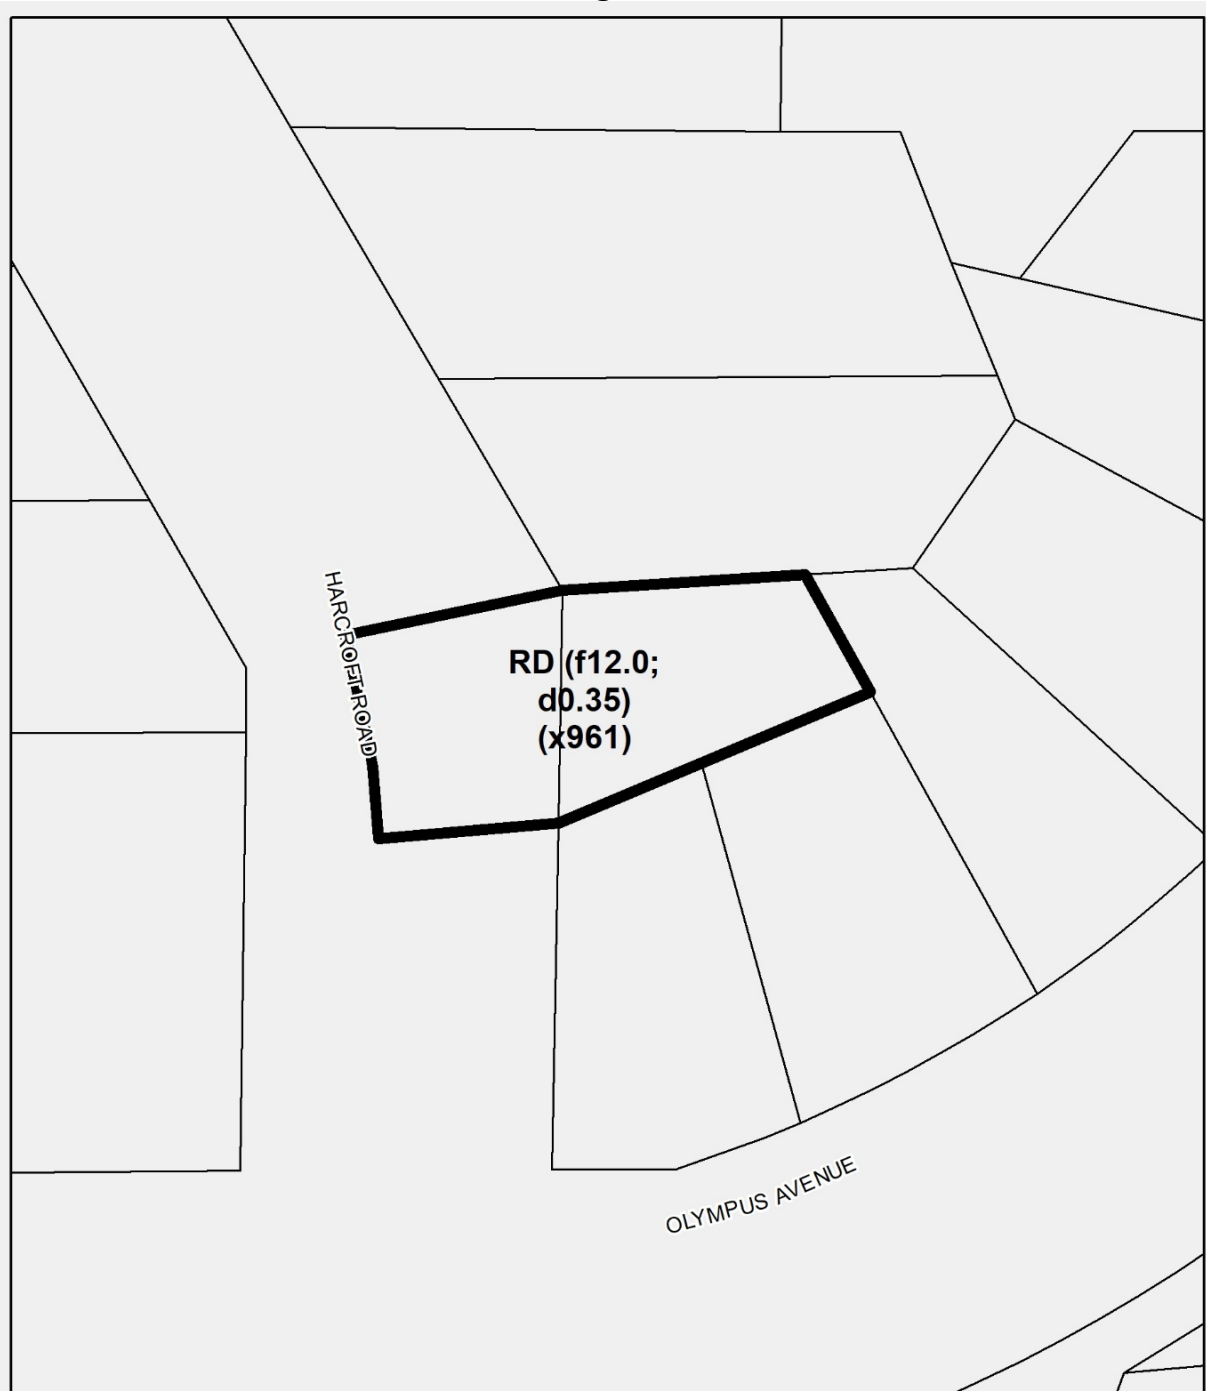 HARCROFT ROAD
RD (f12.0;
d0.35)
(x961)
OLYMPUS AVENUE